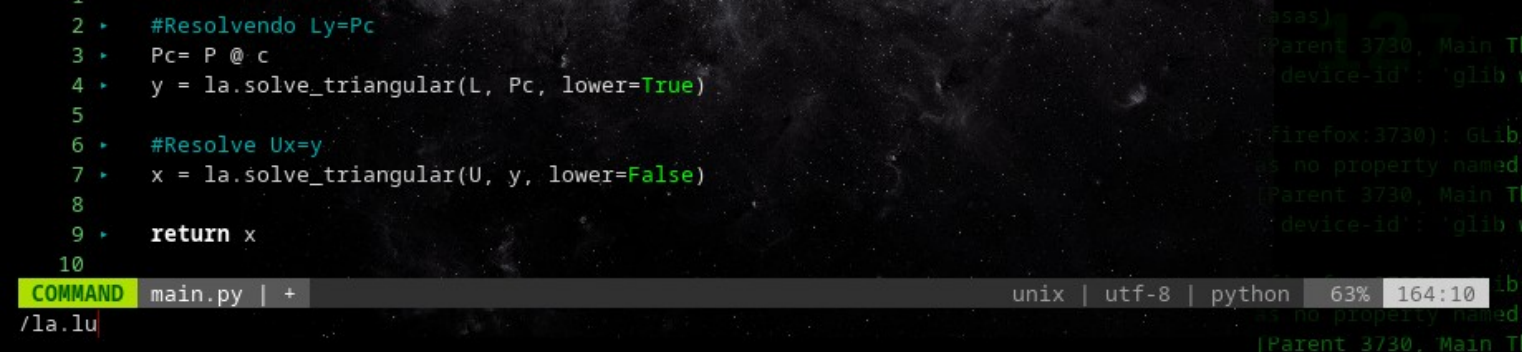 2 ▸ #Resolvendo Ly=Pc
3 ▸ Pc= P @ c
4 ▸ y = la.solve_triangular(L, Pc, lower=True)
5
6 ▸ #Resolve Ux=y
7 ▸ x = la.solve_triangular(U, y, lower=False)
8
9 ▸ return x
10
COMMAND main.py | + unix | utf-8 | python 63% 164:10
/la.lu
asas)
[Parent 3730, Main Th
'device-id': 'glib w
(firefox:3730): GLib
as no property named
[Parent 3730, Main Th
'device-id': 'glib w
as no property named
[Parent 3730, Main Th